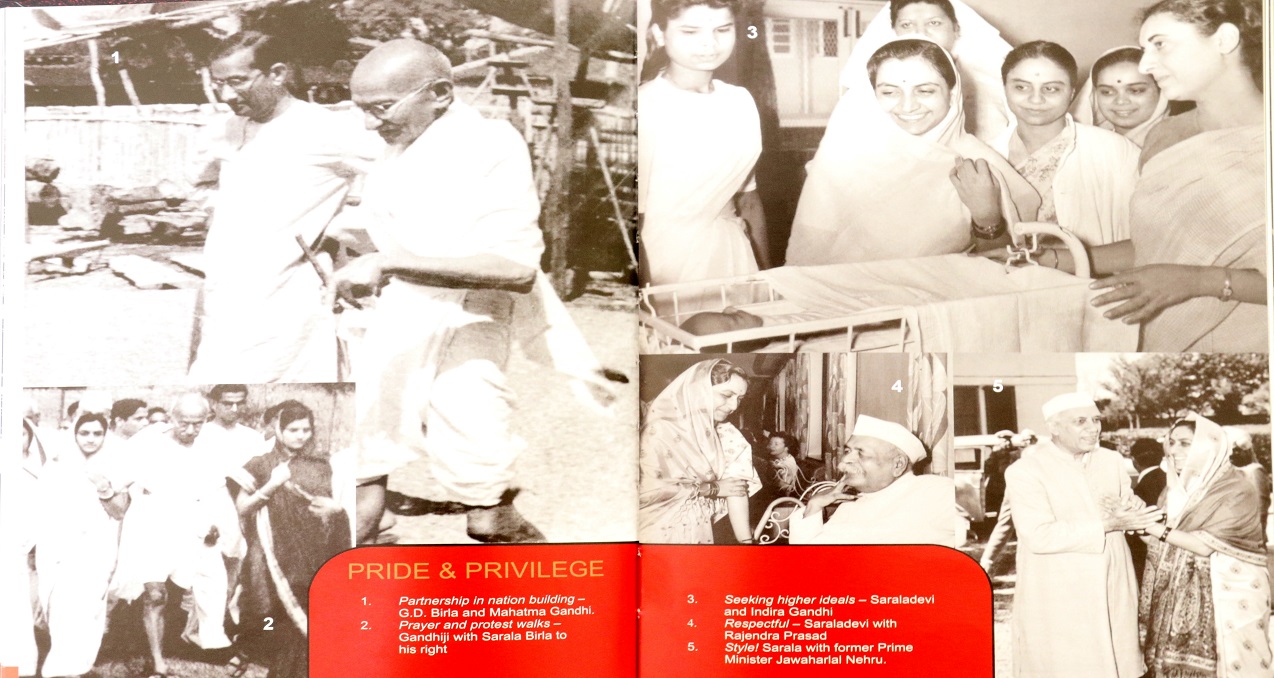 1
3
4
5
2
PRIDE & PRIVILEGE
1. Partnership in nation building –
G.D. Birla and Mahatma Gandhi.
2. Prayer and protest walks –
Gandhiji with Sarala Birla to
his right
3. Seeking higher ideals – Saraladevi
and Indira Gandhi
4. Respectful – Saraladevi with
Rajendra Prasad
5. Style! Sarala with former Prime
Minister Jawaharlal Nehru.